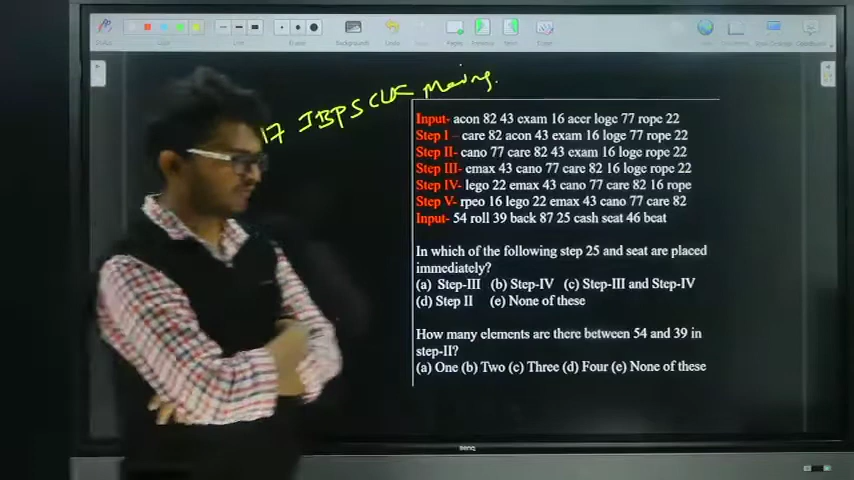 17 IBPS CLK Mains.
Input- acon 82 43 exam 16 acer loge 77 rope 22
Step I – care 82 acon 43 exam 16 loge 77 rope 22
Step II- cano 77 care 82 43 exam 16 loge rope 22
Step III- emax 43 cano 77 care 82 16 loge rope 22
Step IV- lego 22 emax 43 cano 77 care 82 16 rope
Step V- rpeo 16 lego 22 emax 43 cano 77 care 82
Input- 54 roll 39 back 87 25 cash seat 46 beat
In which of the following step 25 and seat are placed
immediately?
(a) Step-III (b) Step-IV (c) Step-III and Step-IV
(d) Step II (e) None of these
How many elements are there between 54 and 39 in
step-II?
(a) One (b) Two (c) Three (d) Four (e) None of these
BenQ